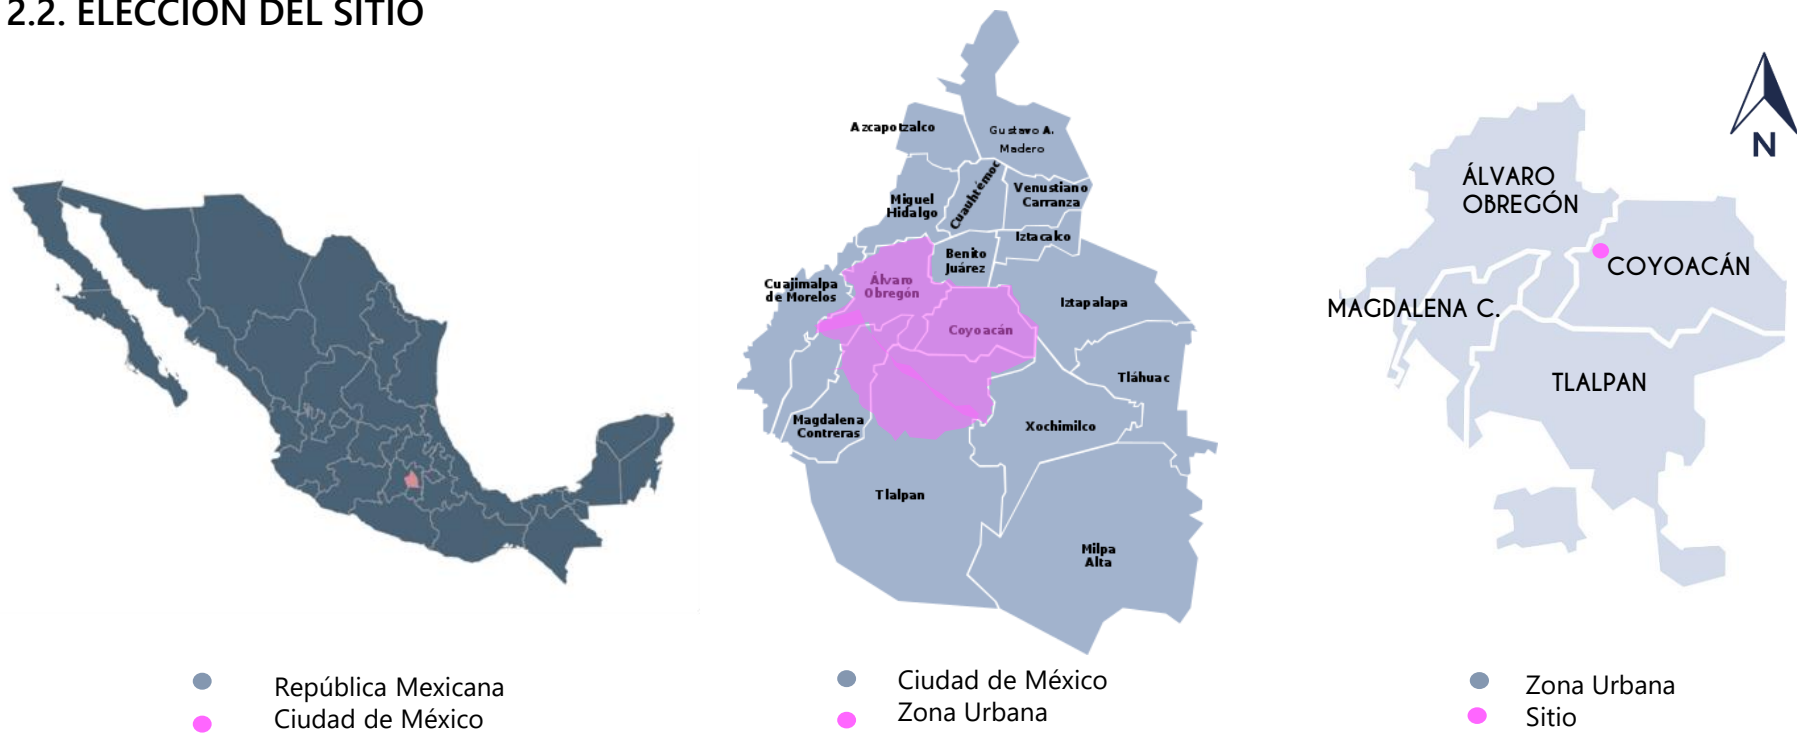 2.2. ELECCIÓN DEL SITIO
Azcapotzalco
Gustavo A.
Madero
Miguel
Hidalgo
Cuauhtémoc
Venustiano
Carranza
Iztacalco
Benito
Juárez
Cuajimalpa
de Morelos
Álvaro
Obregón
Iztapalapa
Coyoacán
Tláhuac
Magdalena
Contreras
Xochimilco
Tlalpan
Milpa
Alta
N
ÁLVARO
OBREGÓN
COYOACÁN
MAGDALENA C.
TLALPAN
República Mexicana
Ciudad de México
Ciudad de México
Zona Urbana
Zona Urbana
Sitio